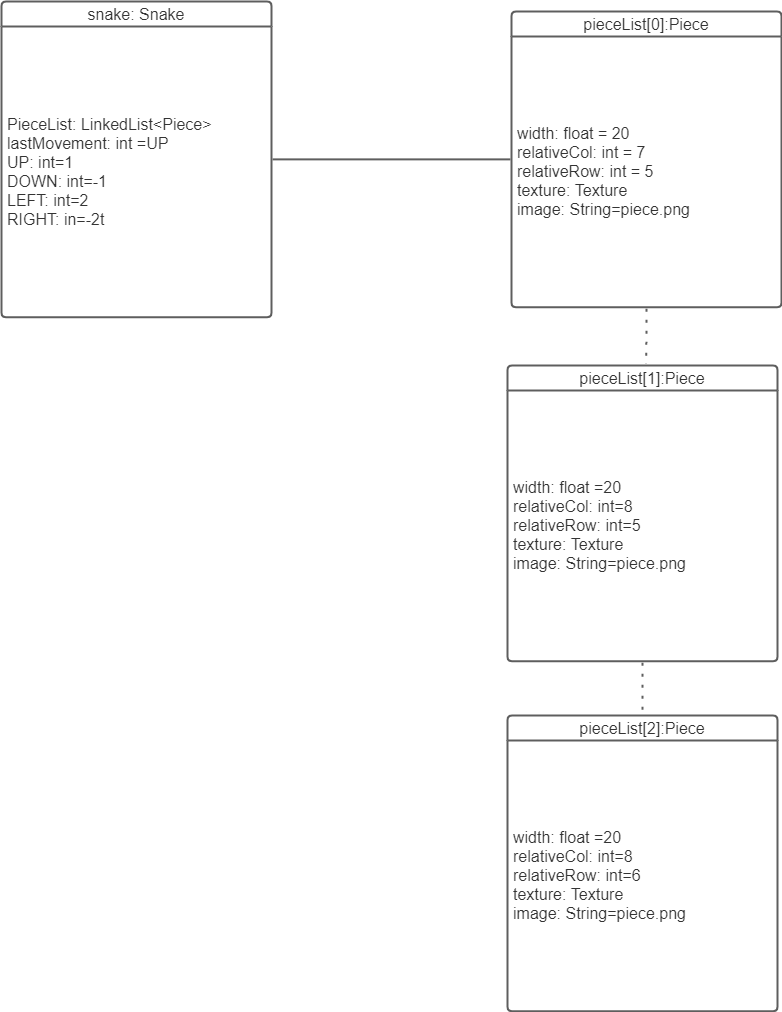 snake: Snake
PieceList: LinkedList<Piece>
lastMovement: int =UP
UP: int=1
DOWN: int=-1
LEFT: int=2
RIGHT: in=-2t
pieceList[0]:Piece
width: float = 20
relativeCol: int = 7
relativeRow: int = 5
texture: Texture
image: String=piece.png
pieceList[1]:Piece
width: float =20
relativeCol: int=8
relativeRow: int=5
texture: Texture
image: String=piece.png
pieceList[2]:Piece
width: float =20
relativeCol: int=8
relativeRow: int=6
texture: Texture
image: String=piece.png